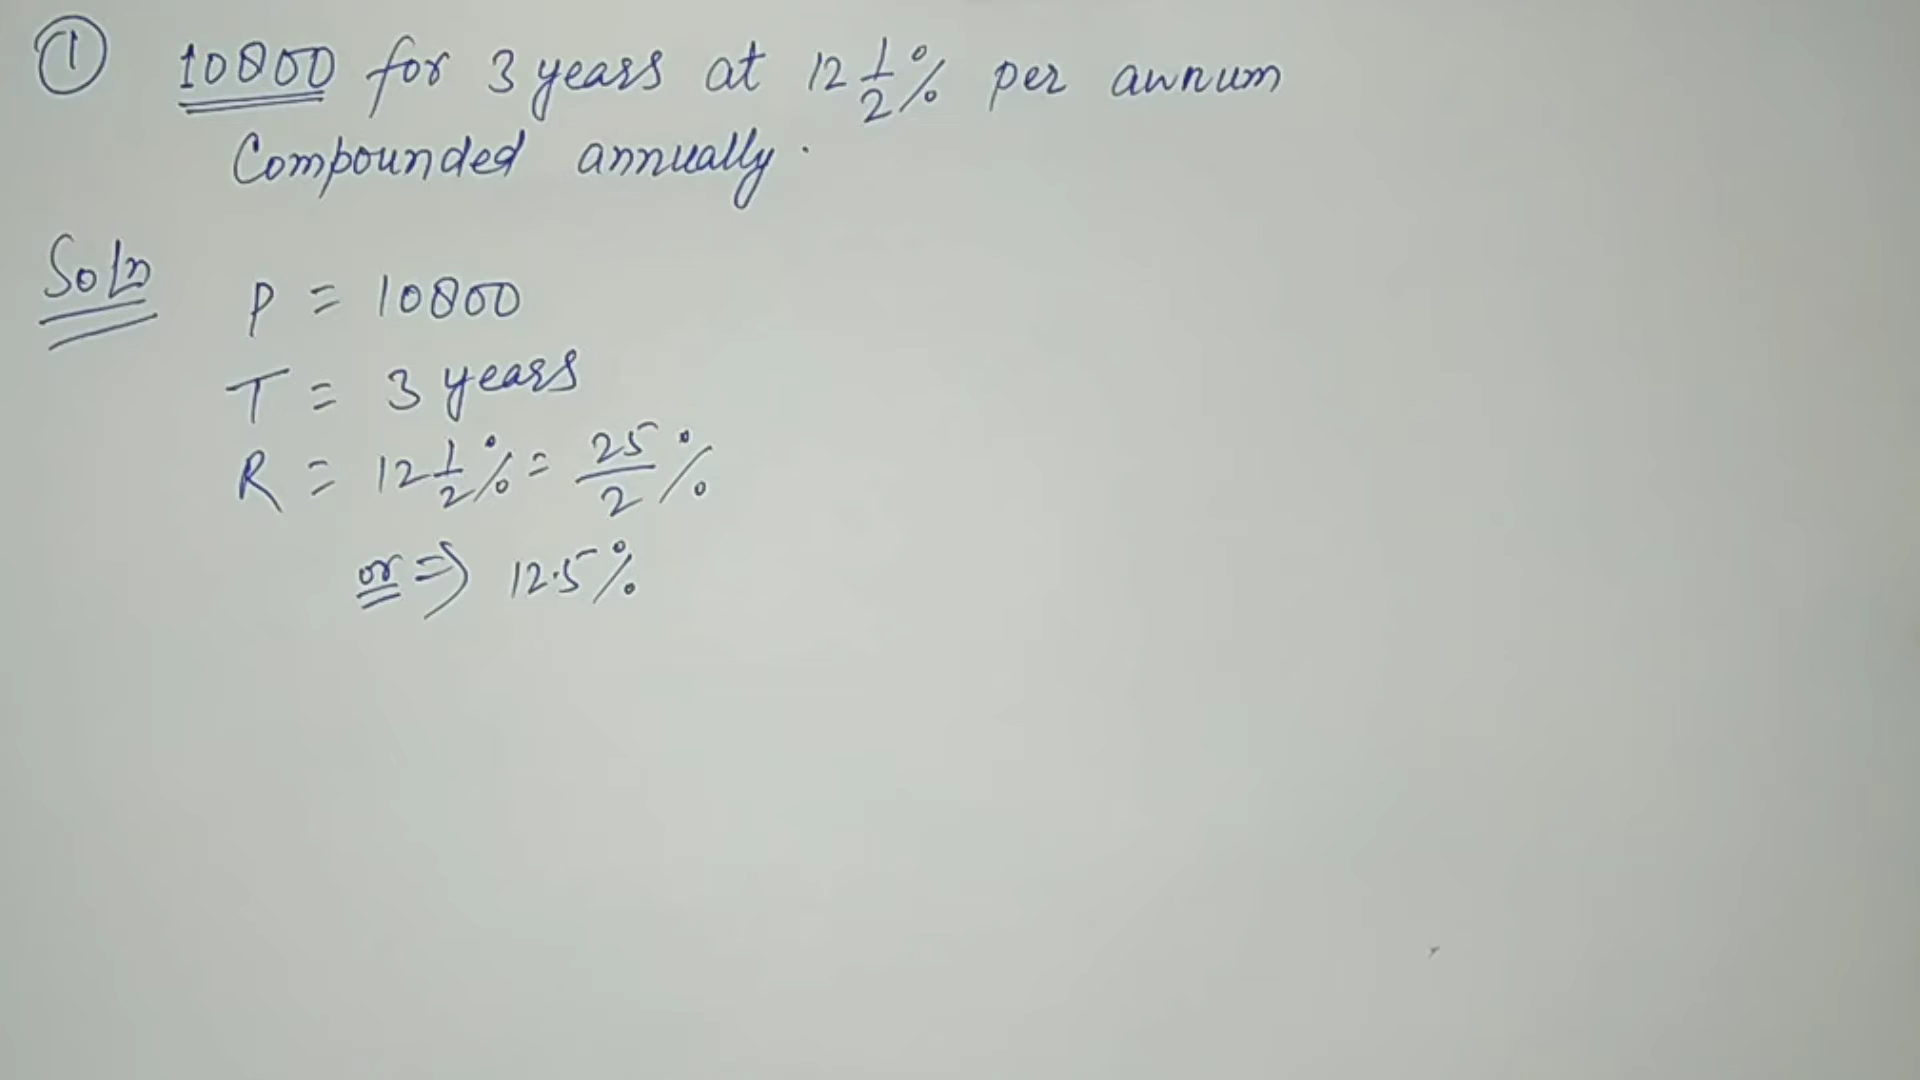 ① 10800 for 3 years at 12 1/2 % per awnum
Compounded annually.
Soln
P = 10800
T = 3 years
R = 12 1/2 % = 25/2 %
or => 12.5%